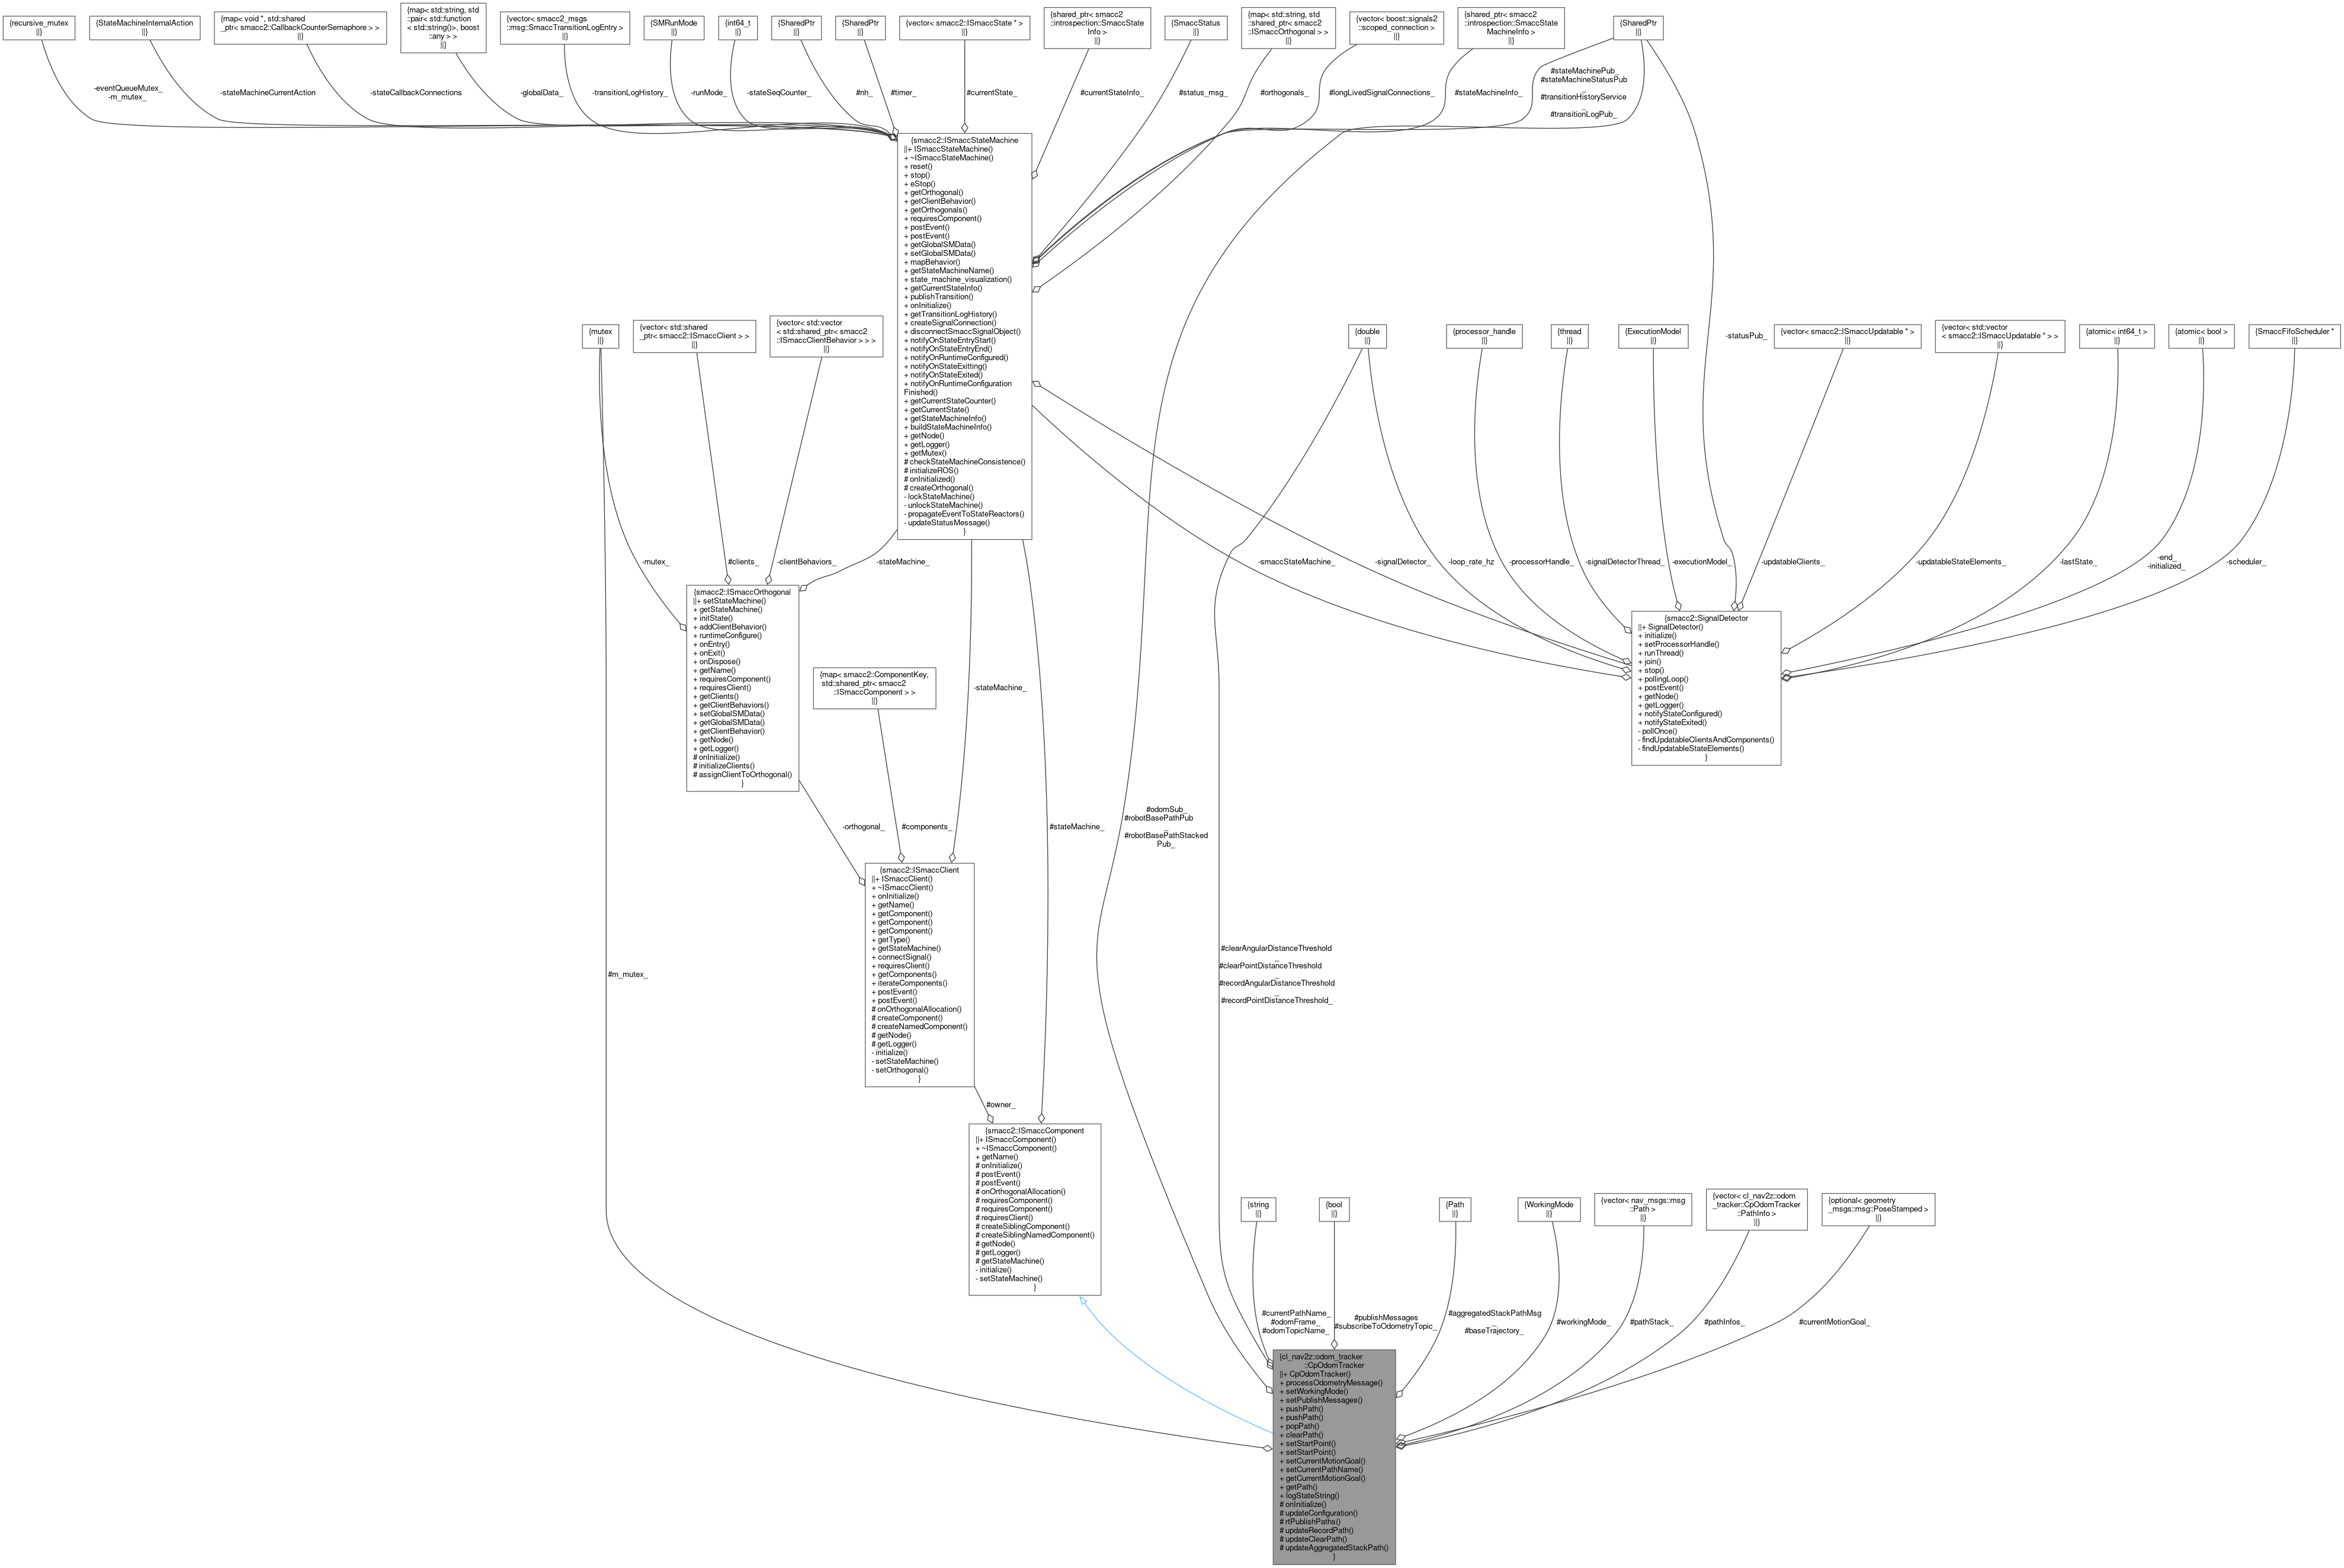 {recursive_mutex
||}
{StateMachineInternalAction
||}
{map< void *, std::shared
_ptr< smacc2::CallbackCounterSemaphore > >
||}
{map< std::string, std
::pair< std::function
< std::string()>, boost
::any > >
||}
{vector< smacc2_msgs
::msg::SmaccTransitionLogEntry >
||}
{SMRunMode
||}
{int64_t
||}
{SharedPtr
||}
{SharedPtr
||}
{vector< smacc2::ISmaccState * >
||}
{shared_ptr< smacc2
::introspection::SmaccState
Info >
||}
{SmaccStatus
||}
{map< std::string, std
::shared_ptr< smacc2
::ISmaccOrthogonal > >
||}
{vector< boost::signals2
::scoped_connection >
||}
{shared_ptr< smacc2
::introspection::SmaccState
MachineInfo >
||}
{SharedPtr
||}
-eventQueueMutex_
-m_mutex_
-stateMachineCurrentAction
-stateCallbackConnections
-globalData_
-transitionLogHistory_
-runMode_
-stateSeqCounter_
#nh_
#timer_
#currentState_
#currentStateInfo_
#status_msg_
#orthogonals_
#longLivedSignalConnections_
#stateMachineInfo_
#stateMachinePub_
#stateMachineStatusPub
_
#transitionHistoryService
_
#transitionLogPub_
{smacc2::ISmaccStateMachine
||+ ISmaccStateMachine()
+ ~ISmaccStateMachine()
+ reset()
+ stop()
+ eStop()
+ getOrthogonal()
+ getClientBehavior()
+ getOrthogonals()
+ requiresComponent()
+ postEvent()
+ postEvent()
+ getGlobalSMData()
+ setGlobalSMData()
+ mapBehavior()
+ getStateMachineName()
+ state_machine_visualization()
+ getCurrentStateInfo()
+ publishTransition()
+ onInitialize()
+ getTransitionLogHistory()
+ createSignalConnection()
+ disconnectSmaccSignalObject()
+ notifyOnStateEntryStart()
+ notifyOnStateEntryEnd()
+ notifyOnRuntimeConfigured()
+ notifyOnStateExitting()
+ notifyOnStateExited()
+ notifyOnRuntimeConfiguration
Finished()
+ getCurrentStateCounter()
+ getCurrentState()
+ getStateMachineInfo()
+ buildStateMachineInfo()
+ getNode()
+ getLogger()
+ getMutex()
# checkStateMachineConsistence()
# initializeROS()
# onInitialized()
# createOrthogonal()
- lockStateMachine()
- unlockStateMachine()
- propagateEventToStateReactors()
- updateStatusMessage()
}
{mutex
||}
{vector< std::shared
_ptr< smacc2::ISmaccClient > >
||}
{vector< std::vector
< std::shared_ptr< smacc2
::ISmaccClientBehavior > > >
||}
{double
||}
{processor_handle
||}
{thread
||}
{ExecutionModel
||}
-statusPub_
{vector< smacc2::ISmaccUpdatable * >
||}
{vector< std::vector
< smacc2::ISmaccUpdatable * > >
||}
{atomic< int64_t >
||}
{atomic< bool >
||}
{SmaccFifoScheduler *
||}
-mutex_
#clients_
-clientBehaviors_
-stateMachine_
-smaccStateMachine_
-signalDetector_
-loop_rate_hz
-processorHandle_
-signalDetectorThread_
-executionModel_
-updatableClients_
-updatableStateElements_
-lastState_
-end_
-initialized_
-scheduler_
{smacc2::ISmaccOrthogonal
||+ setStateMachine()
+ getStateMachine()
+ initState()
+ addClientBehavior()
+ runtimeConfigure()
+ onEntry()
+ onExit()
+ onDispose()
+ getName()
+ requiresComponent()
+ requiresClient()
+ getClients()
+ getClientBehaviors()
+ setGlobalSMData()
+ getGlobalSMData()
+ getClientBehavior()
+ getNode()
+ getLogger()
# onInitialize()
# initializeClients()
# assignClientToOrthogonal()
}
{smacc2::SignalDetector
||+ SignalDetector()
+ initialize()
+ setProcessorHandle()
+ runThread()
+ join()
+ stop()
+ pollingLoop()
+ postEvent()
+ getNode()
+ getLogger()
+ notifyStateConfigured()
+ notifyStateExited()
- pollOnce()
- findUpdatableClientsAndComponents()
- findUpdatableStateElements()
}
{map< smacc2::ComponentKey,
std::shared_ptr< smacc2
::ISmaccComponent > >
||}
-stateMachine_
-orthogonal_
#components_
#stateMachine_
#odomSub_
#robotBasePathPub
_
#robotBasePathStacked
Pub_
{smacc2::ISmaccClient
||+ ISmaccClient()
+ ~ISmaccClient()
+ onInitialize()
+ getName()
+ getComponent()
+ getComponent()
+ getComponent()
+ getType()
+ getStateMachine()
+ connectSignal()
+ requiresClient()
+ getComponents()
+ iterateComponents()
+ postEvent()
+ postEvent()
# onOrthogonalAllocation()
# createComponent()
# createNamedComponent()
# getNode()
# getLogger()
- initialize()
- setStateMachine()
- setOrthogonal()
}
#m_mutex_
#clearAngularDistanceThreshold
_
#clearPointDistanceThreshold
_
#recordAngularDistanceThreshold
_
#recordPointDistanceThreshold_
#owner_
{smacc2::ISmaccComponent
||+ ISmaccComponent()
+ ~ISmaccComponent()
+ getName()
# onInitialize()
# postEvent()
# postEvent()
# onOrthogonalAllocation()
# requiresComponent()
# requiresComponent()
# requiresClient()
# createSiblingComponent()
# createSiblingNamedComponent()
# getNode()
# getLogger()
# getStateMachine()
- initialize()
- setStateMachine()
}
{string
||}
{bool
||}
{Path
||}
{WorkingMode
||}
{vector< nav_msgs::msg
::Path >
||}
{vector< cl_nav2z::odom
_tracker::CpOdomTracker
::PathInfo >
||}
{optional< geometry
_msgs::msg::PoseStamped >
||}
#currentPathName_
#odomFrame_
#odomTopicName_
#publishMessages
#subscribeToOdometryTopic_
#aggregatedStackPathMsg
_
#baseTrajectory_
#workingMode_
#pathStack_
#pathInfos_
#currentMotionGoal_
{cl_nav2z::odom_tracker
::CpOdomTracker
||+ CpOdomTracker()
+ processOdometryMessage()
+ setWorkingMode()
+ setPublishMessages()
+ pushPath()
+ pushPath()
+ popPath()
+ clearPath()
+ setStartPoint()
+ setStartPoint()
+ setCurrentMotionGoal()
+ setCurrentPathName()
+ getCurrentMotionGoal()
+ getPath()
+ logStateString()
# onInitialize()
# updateConfiguration()
# rtPublishPaths()
# updateRecordPath()
# updateClearPath()
# updateAggregatedStackPath()
}